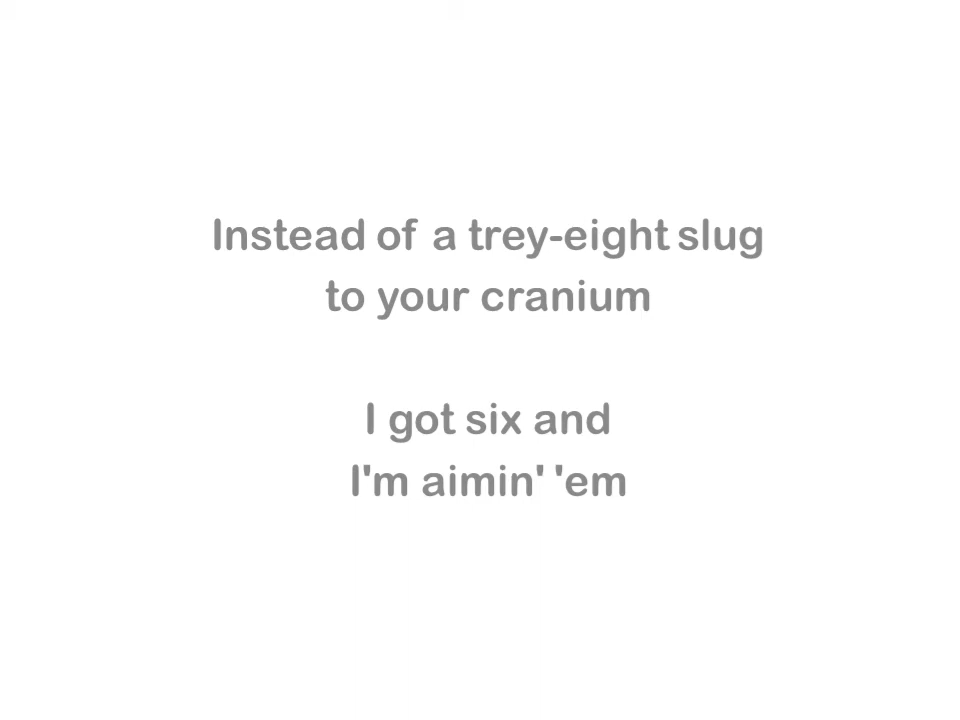 Instead of a trey-eight slug
to your cranium
I got six and
I'm aimin' 'em